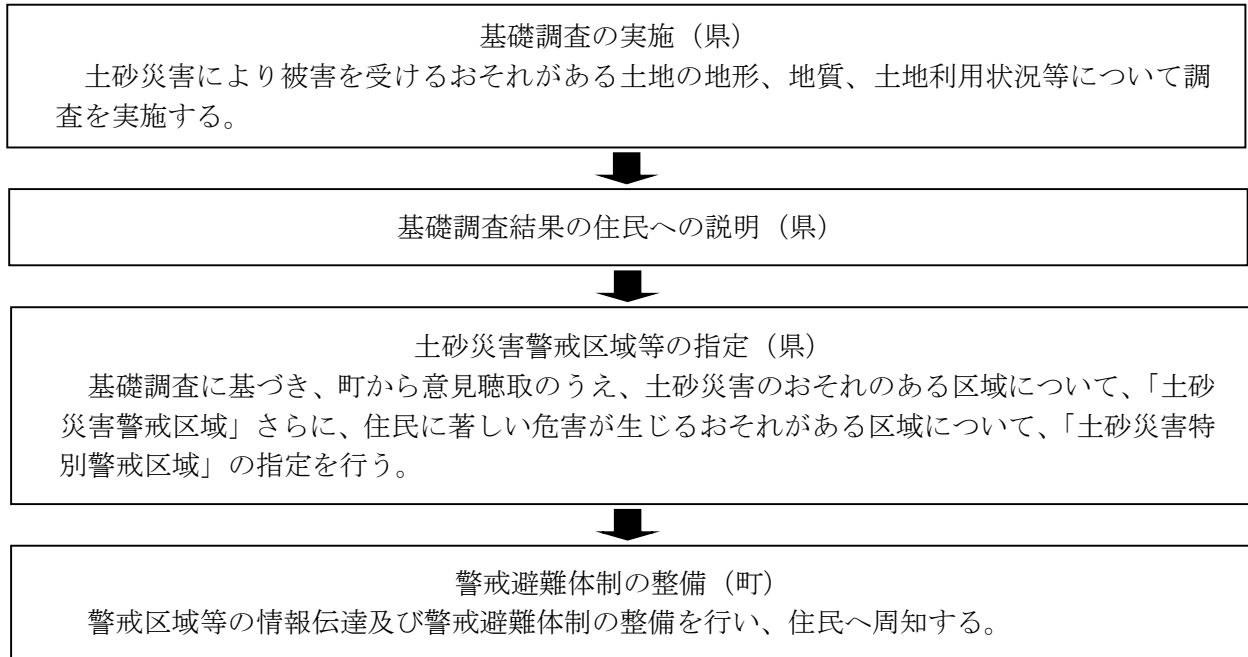 基礎調査の実施（県）
土砂災害により被害を受けるおそれがある土地の地形、地質、土地利用状況等について調
査を実施する。
基礎調査結果の住民への説明（県）
土砂災害警戒区域等の指定（県）
基礎調査に基づき、町から意見聴取のうえ、土砂災害のおそれのある区域について、「土砂
災害警戒区域」さらに、住民に著しい危害が生じるおそれがある区域について、「土砂災害特
別警戒区域」の指定を行う。
警戒避難体制の整備（町）
警戒区域等の情報伝達及び警戒避難体制の整備を行い、住民へ周知する。